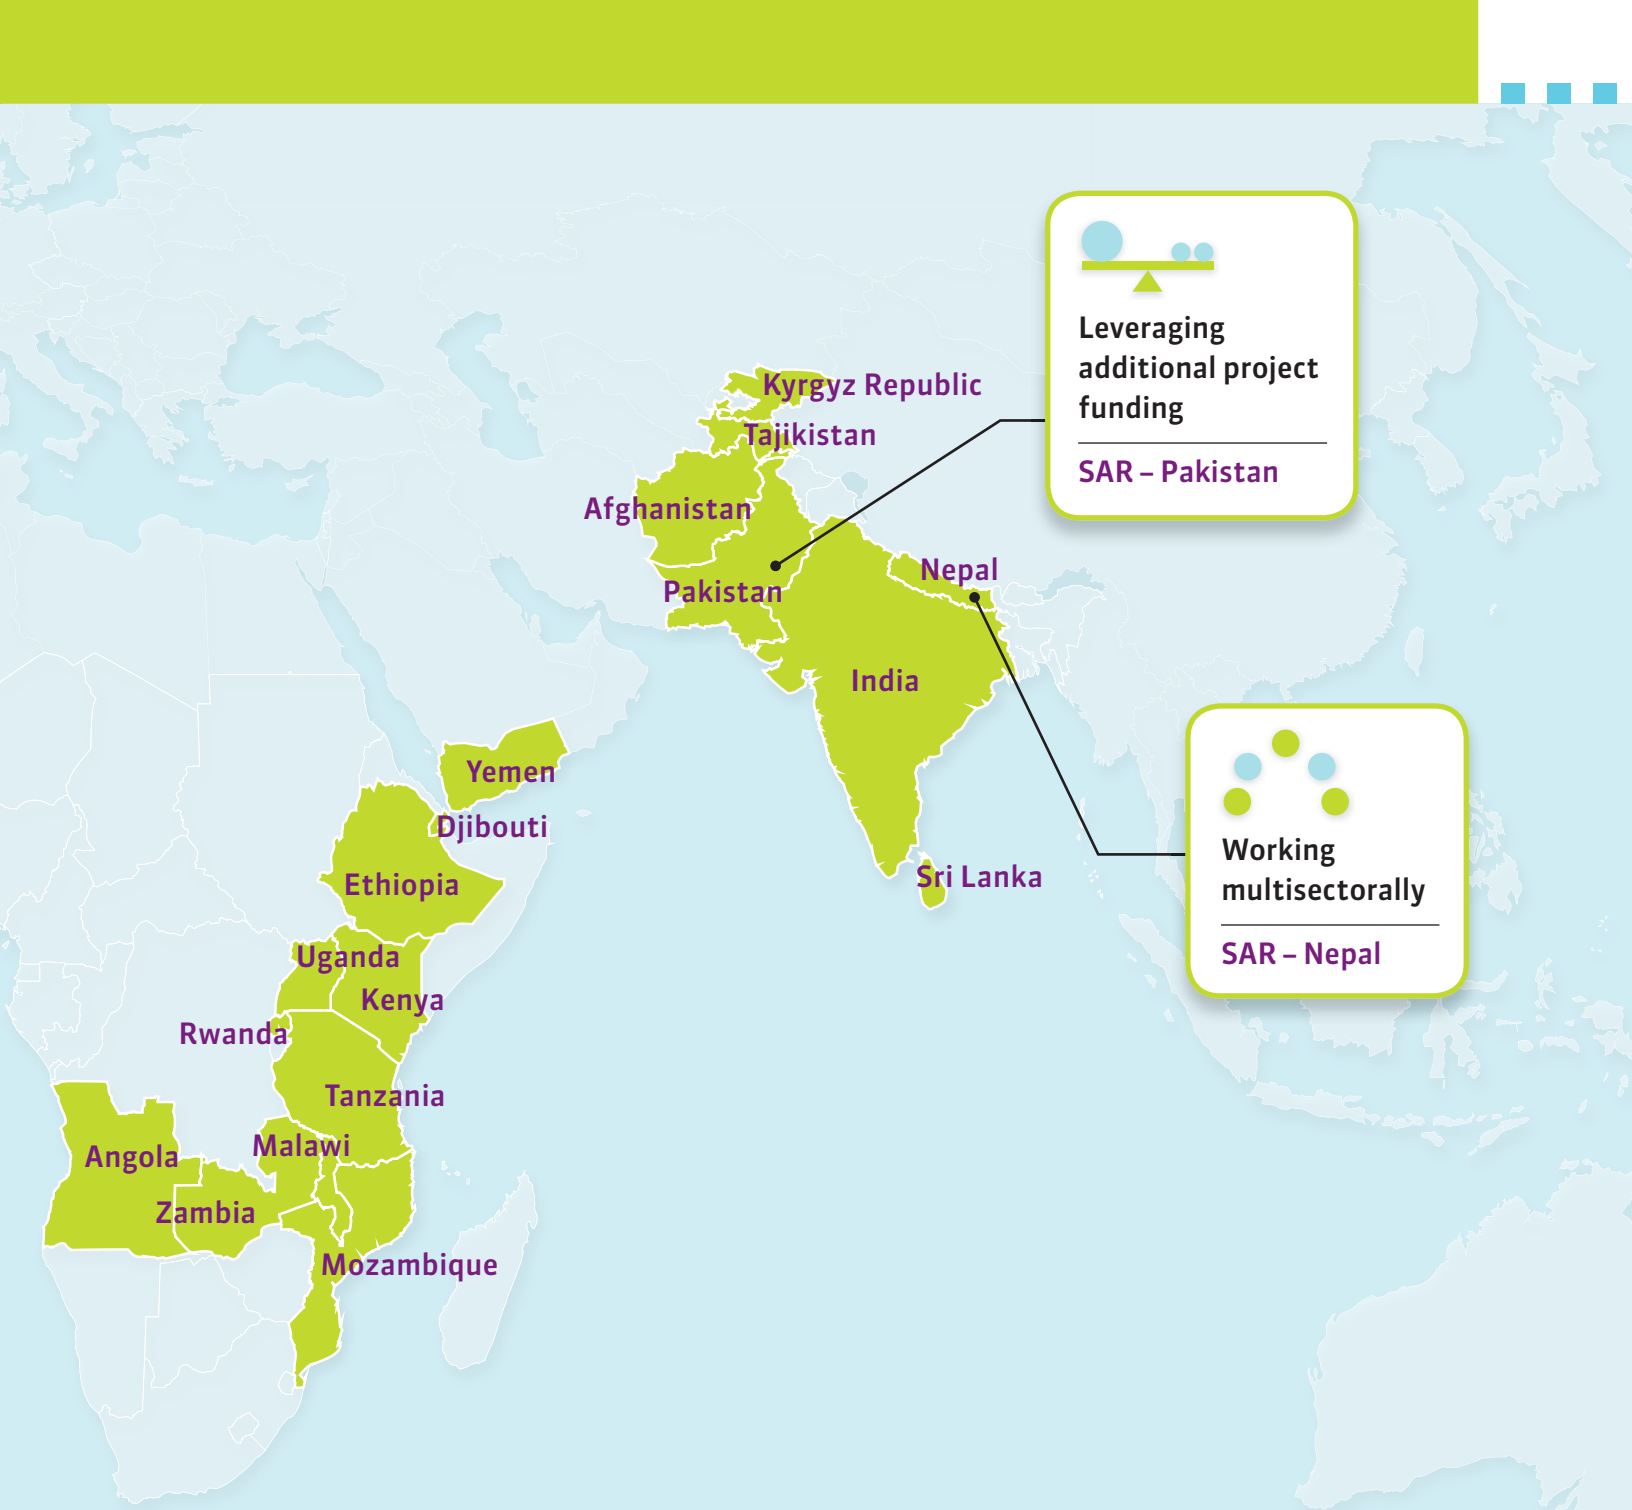 Leveraging
additional project
funding
SAR – Pakistan
Kyrgyz Republic
Tajikistan
Afghanistan
Nepal
Pakistan
India
Yemen
Djibouti
Ethiopia
Sri Lanka
Working
multisectorally
SAR – Nepal
Uganda
Kenya
Rwanda
Tanzania
Malawi
Angola
Zambia
Mozambique